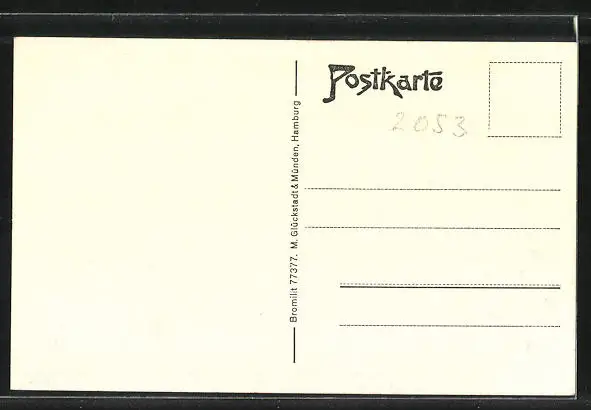 Postkarte
2053
Bromilit 77377. M. Glückstadt & Münden, Hamburg